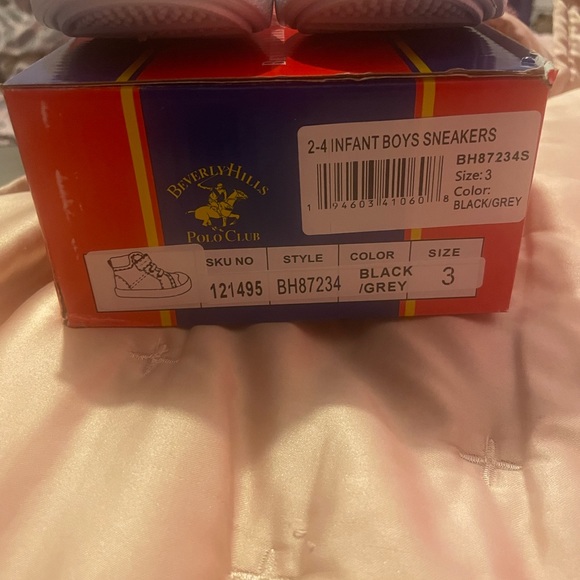 2-4 INFANT BOYS SNEAKERS
BH87234S
Size: 3
Color:
BLACK/GREY
1 94603 41060 8
BEVERLY HILLS
POLO CLUB
SKU NO STYLE COLOR SIZE
121495 BH87234 BLACK /GREY 3